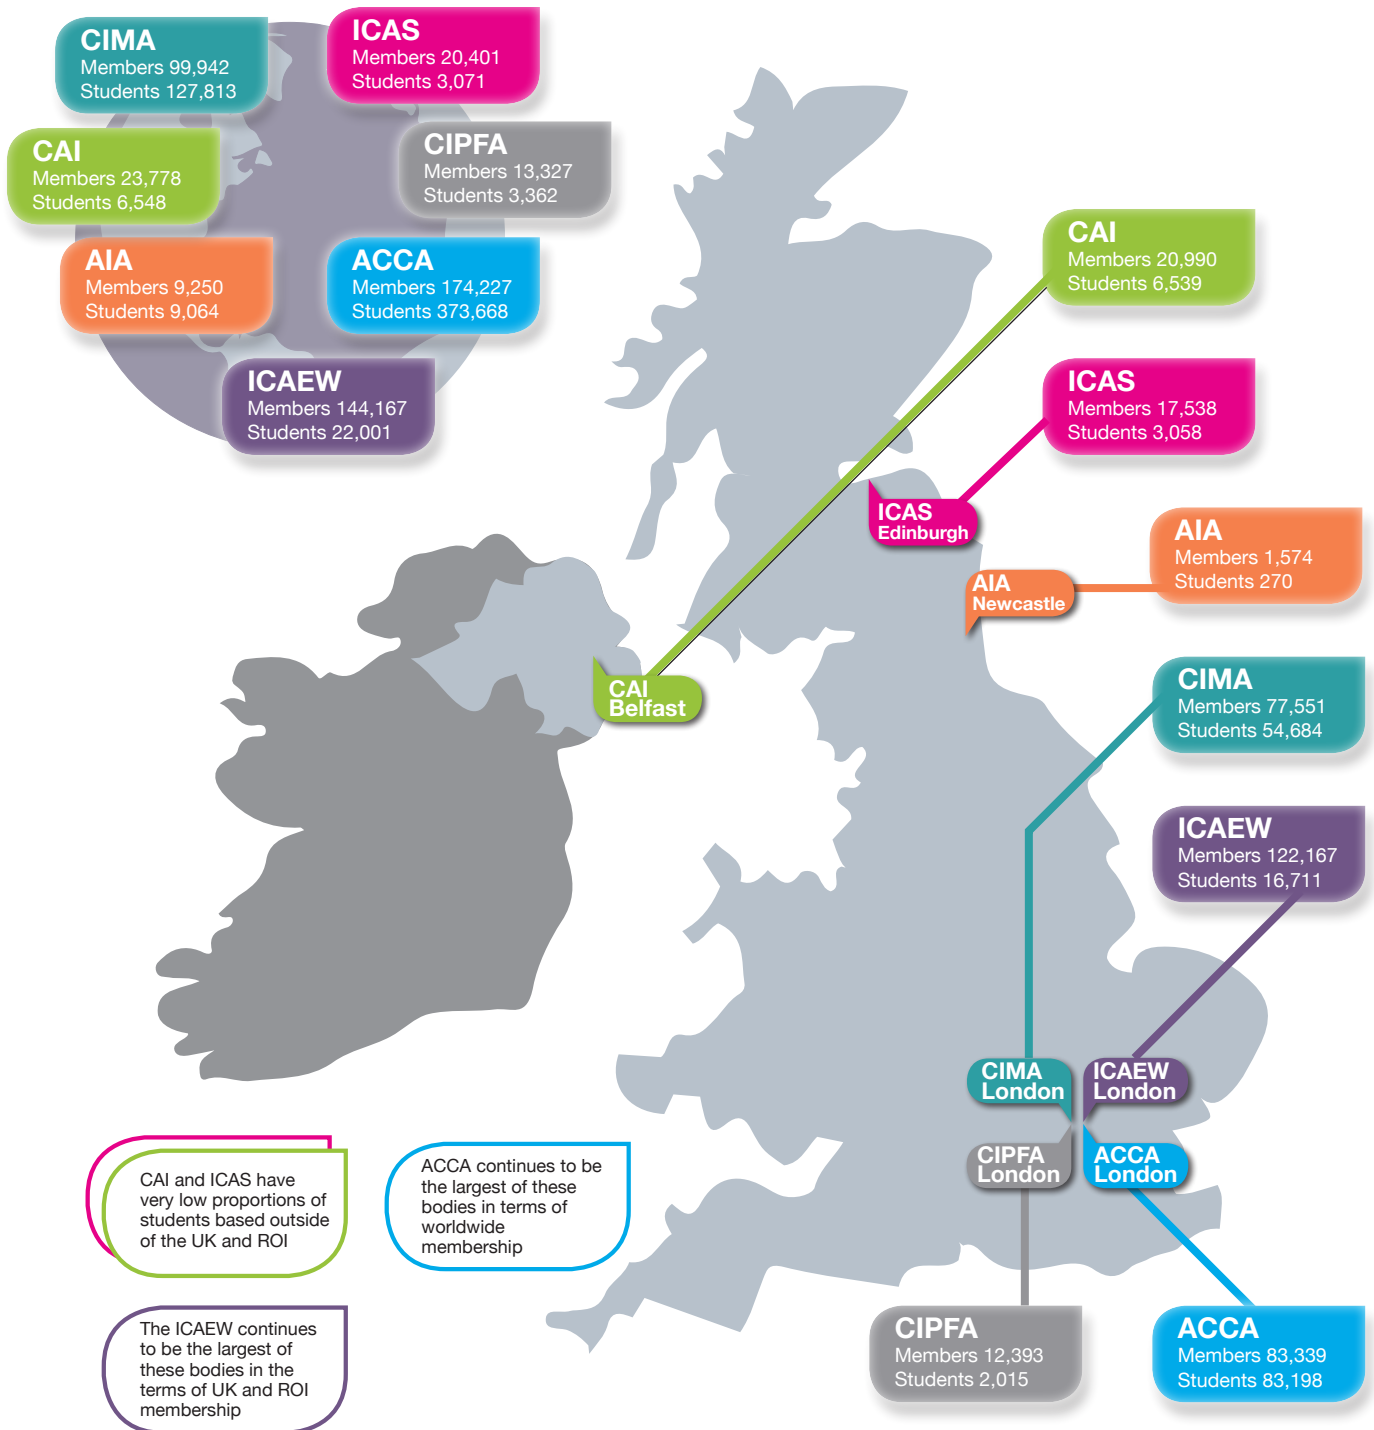 CIMA
Members 99,942
Students 127,813
ICAS
Members 20,401
Students 3,071
CAI
Members 23,778
Students 6,548
CIPFA
Members 13,327
Students 3,362
AIA
Members 9,250
Students 9,064
ACCA
Members 174,227
Students 373,668
ICAEW
Members 144,167
Students 22,001
CAI
Members 20,990
Students 6,539
ICAS
Members 17,538
Students 3,058
ICAS
Edinburgh
AIA
Members 1,574
Students 270
AIA
Newcastle
CAI
Belfast
CIMA
Members 77,551
Students 54,684
ICAEW
Members 122,167
Students 16,711
CIMA
London
ICAEW
London
CIPFA
London
ACCA
London
CAI and ICAS have
very low proportions of
students based outside
of the UK and ROI
ACCA continues to be
the largest of these
bodies in terms of
worldwide
membership
The ICAEW continues
to be the largest of
these bodies in the
terms of UK and ROI
membership
CIPFA
Members 12,393
Students 2,015
ACCA
Members 83,339
Students 83,198